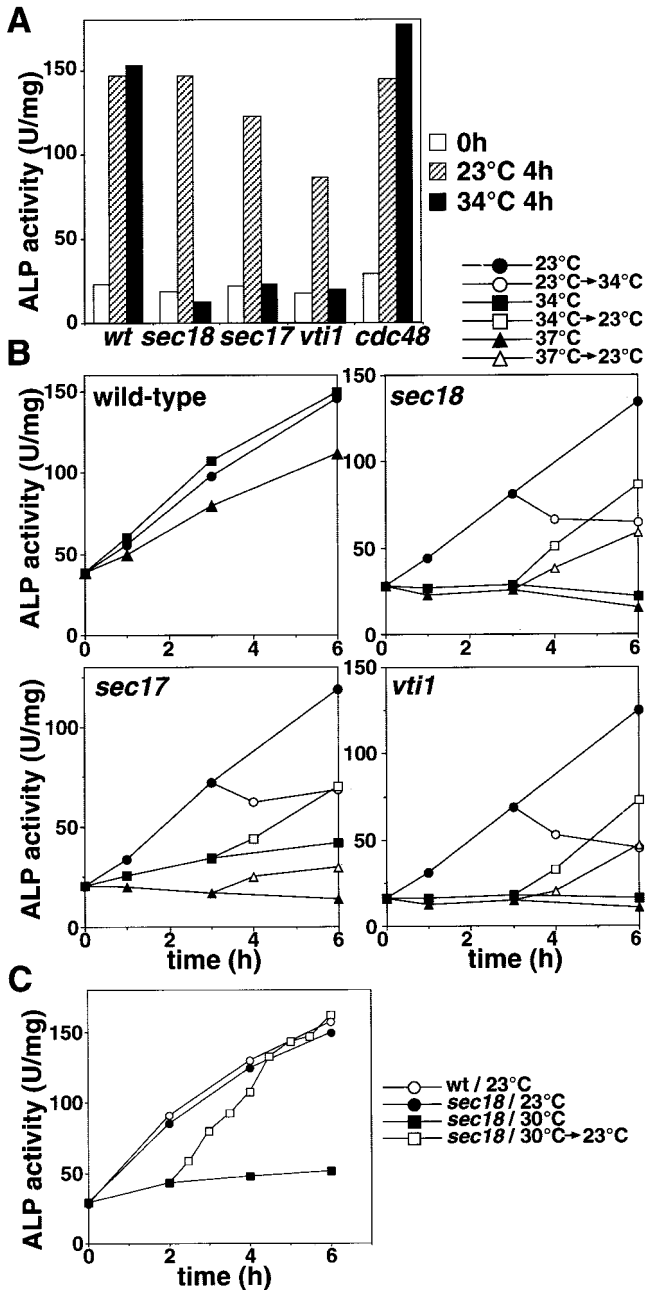 A
ALP activity (U/mg)
150
100
50
0
wt sec18 sec17 vti1 cdc48
0h
23°C 4h
34°C 4h
23°C
23°C→34°C
34°C
34°C→23°C
37°C
37°C→23°C
B
ALP activity (U/mg)
wild-type
150
100
50
0
0 2 4 6
sec18
150
100
50
0
0 2 4 6
ALP activity (U/mg)
sec17
100
50
0
0 2 4 6
time (h)
vti1
150
100
50
0
0 2 4 6
time (h)
C
ALP activity (U/mg)
150
100
50
0
0 2 4 6
time (h)
wt / 23°C
sec18 / 23°C
sec18 / 30°C
sec18 / 30°C→23°C